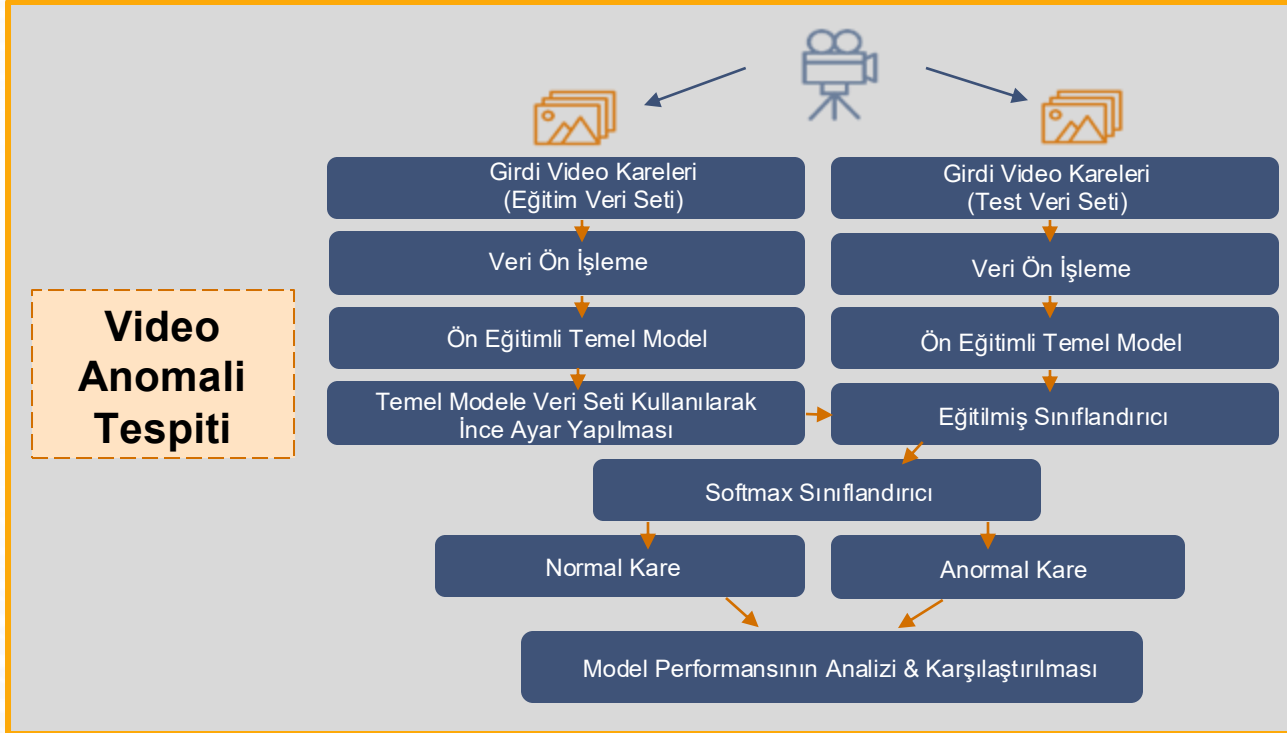 Girdi Video Kareleri
(Eğitim Veri Seti)
Girdi Video Kareleri
(Test Veri Seti)
Veri Ön İşleme
Veri Ön İşleme
Video
Anomali
Tespiti
Ön Eğitimli Temel Model
Ön Eğitimli Temel Model
Temel Modele Veri Seti Kullanılarak
İnce Ayar Yapılması
Eğitilmiş Sınıflandırıcı
Softmax Sınıflandırıcı
Normal Kare
Anormal Kare
Model Performansının Analizi & Karşılaştırılması